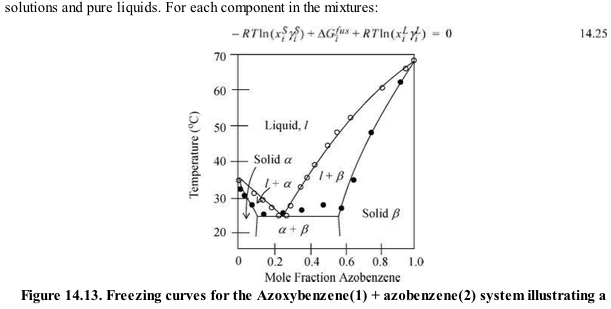 solutions and pure liquids. For each component in the mixtures:
− RTln(x_i^S γ_i^S) + ΔG_i^{fus} + RTln(x_i^L γ_i^L) = 0 14.25
70
60
50
40
30
20
Temperature (°C)
Liquid, l
Solid α
l + α
l + β
Solid β
α + β
0 0.2 0.4 0.6 0.8 1.0
Mole Fraction Azobenzene
Figure 14.13. Freezing curves for the Azoxybenzene(1) + azobenzene(2) system illustrating a